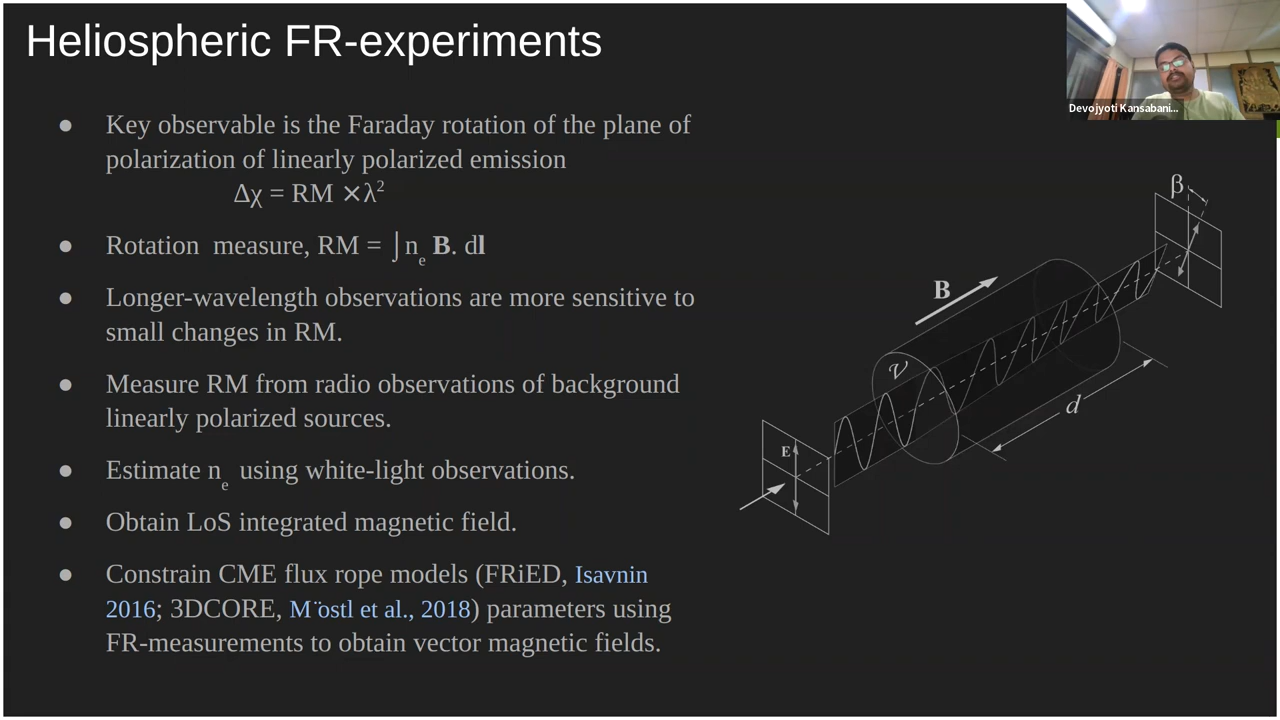 Heliospheric FR-experiments
Devojyoti Kansabani...
● Key observable is the Faraday rotation of the plane of
polarization of linearly polarized emission
Δχ = RM ×λ²
● Rotation measure, RM = ∫nₑ B. dl
● Longer-wavelength observations are more sensitive to
small changes in RM.
● Measure RM from radio observations of background
linearly polarized sources.
● Estimate nₑ using white-light observations.
● Obtain LoS integrated magnetic field.
● Constrain CME flux rope models (FRiED, Isavnin
2016; 3DCORE, M¨ostl et al., 2018) parameters using
FR-measurements to obtain vector magnetic fields.
β
B
𝒱
d
E